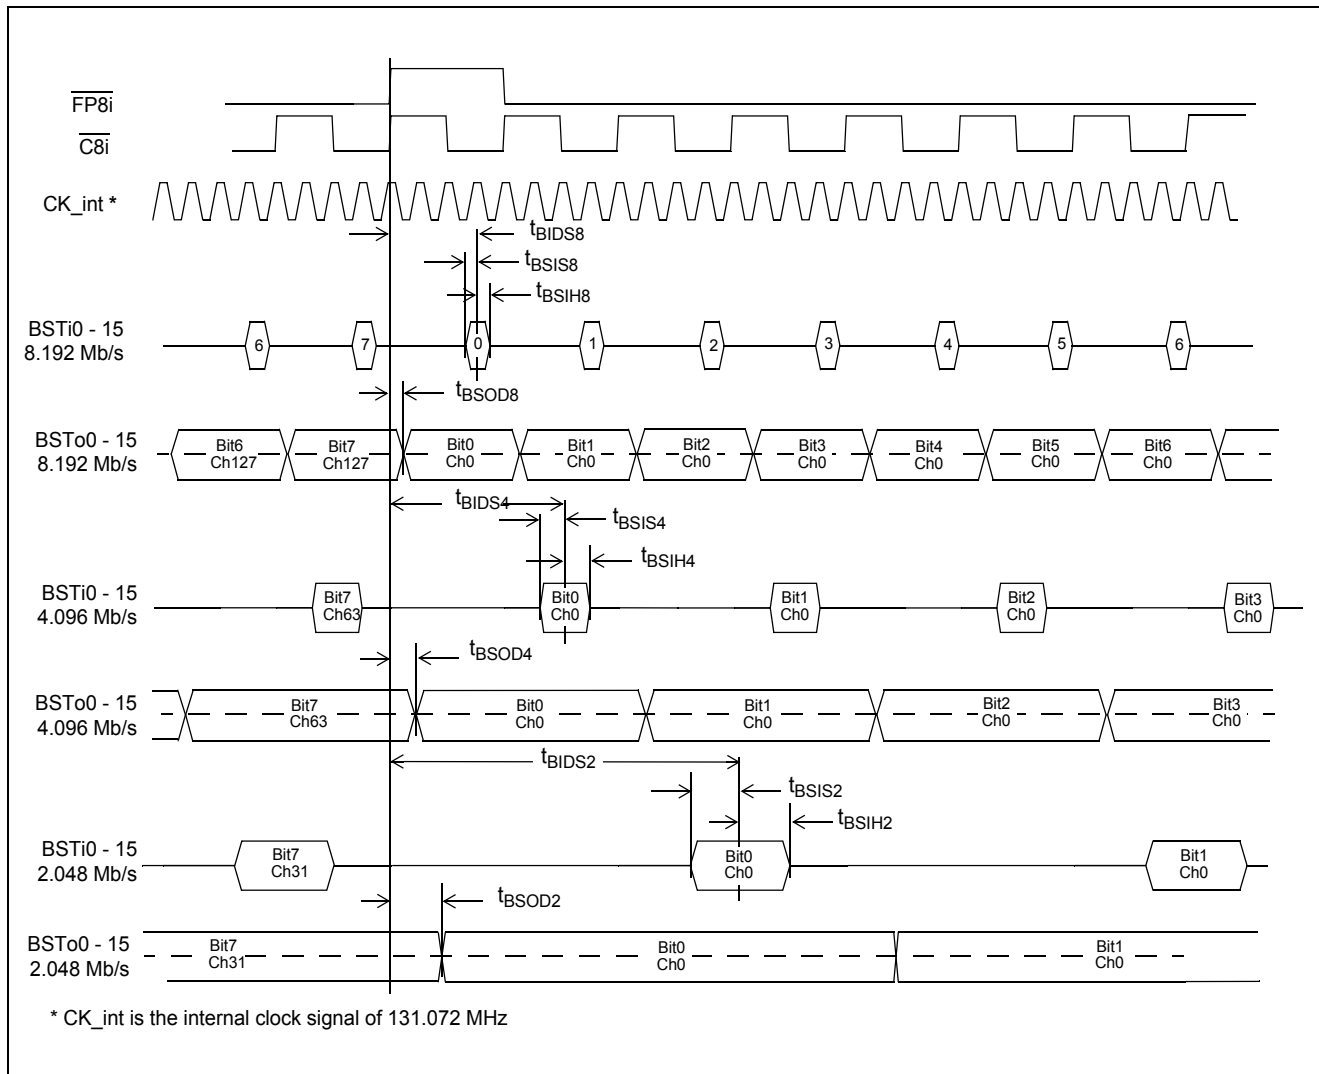 FP8i
C8i
CK_int *
tBIDS8
tBSIS8
tBSIH8
BSTi0 - 15
8.192 Mb/s
6 7 0 1 2 3 4 5 6
tBSOD8
BSTo0 - 15
8.192 Mb/s
Bit6
Ch127
Bit7
Ch127
Bit0
Ch0
Bit1
Ch0
Bit2
Ch0
Bit3
Ch0
Bit4
Ch0
Bit5
Ch0
Bit6
Ch0
tBIDS4
tBSIS4
tBSIH4
BSTi0 - 15
4.096 Mb/s
Bit7
Ch63
Bit0
Ch0
Bit1
Ch0
Bit2
Ch0
Bit3
Ch0
tBSOD4
BSTo0 - 15
4.096 Mb/s
Bit7
Ch63
Bit0
Ch0
Bit1
Ch0
Bit2
Ch0
Bit3
Ch0
tBIDS2
tBSIS2
tBSIH2
BSTi0 - 15
2.048 Mb/s
Bit7
Ch31
Bit0
Ch0
Bit1
Ch0
tBSOD2
BSTo0 - 15
2.048 Mb/s
Bit7
Ch31
Bit0
Ch0
Bit1
Ch0
* CK_int is the internal clock signal of 131.072 MHz